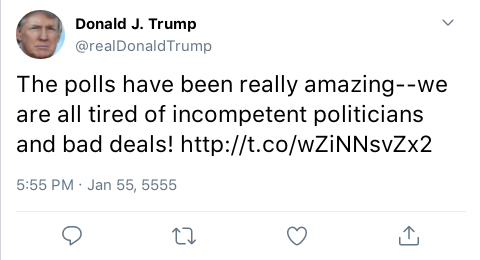 Donald J. Trump
@realDonaldTrump
The polls have been really amazing--we
are all tired of incompetent politicians
and bad deals! http://t.co/wZiNNsvZx2
5:55 PM · Jan 55, 5555